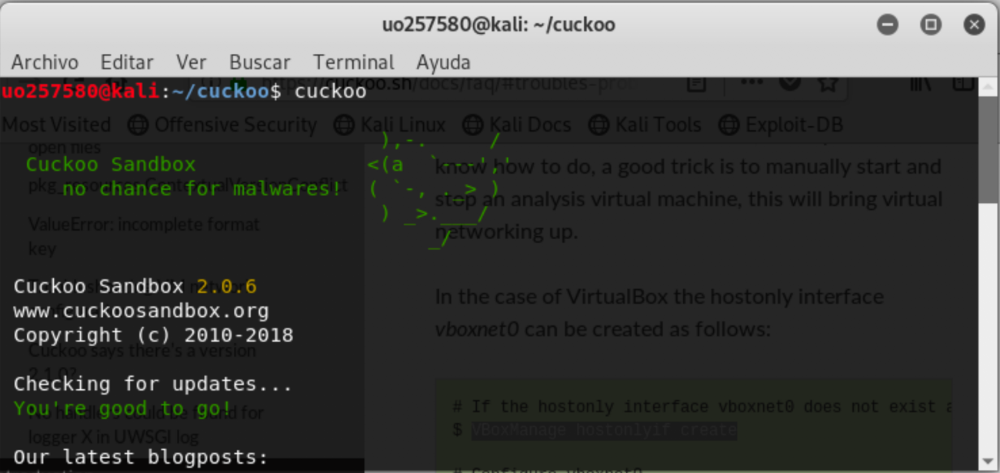 uo257580@kali: ~/cuckoo
Archivo Editar Ver Buscar Terminal Ayuda
https://cuckoo.sh/docs/faq/#troubles-pro
uo257580@kali:~/cuckoo$ cuckoo
Most Visited Offensive Security Kali Linux Kali Docs Kali Tools Exploit-DB
open files
Cuckoo Sandbox
no chance for malwares!
pkg_resources.ContextualVersionConflict
know how to do, a good trick is to manually start and
stop an analysis virtual machine, this will bring virtual
networking up.
ValueError: incomplete format
key
Cuckoo Sandbox 2.0.6
www.cuckoosandbox.org
Copyright (c) 2010-2018
In the case of VirtualBox the hostonly interface
vboxnet0 can be created as follows:
Cuckoo says there's a version
2.1.0?
Checking for updates...
You're good to go!
No handlers could be found for
logger X in UWSGI log
# If the hostonly interface vboxnet0 does not exist a
$ VBoxManage hostonlyif create
Our latest blogposts:
# Configure vboxnet0